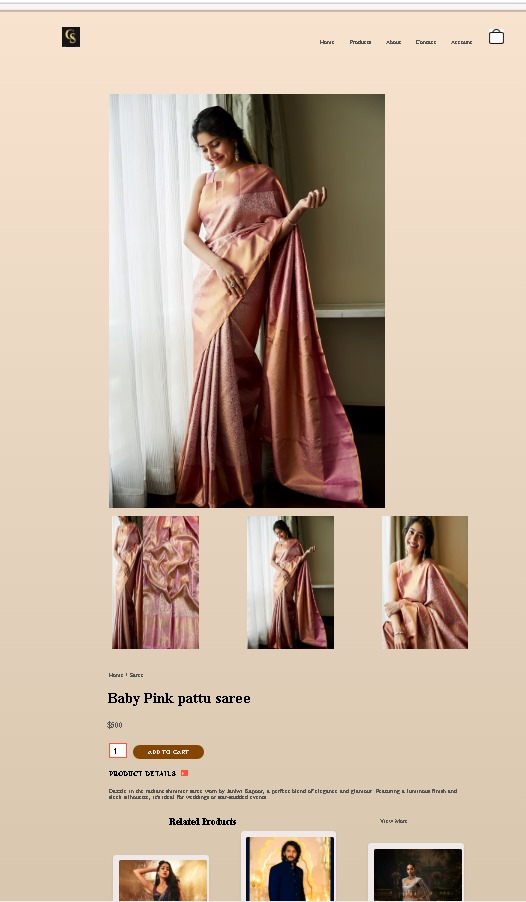 CS
Home Products About Contact Account
Home / Saree
Baby Pink pattu saree
$500
1 ADD TO CART
PRODUCT DETAILS
Dazzle in the radiant shimmer saree worn by Janhvi Kapoor, a perfect blend of elegance and glamour. Featuring a luminous finish and
sleek silhouette, it's ideal for weddings or star-studded events
Related Products View More